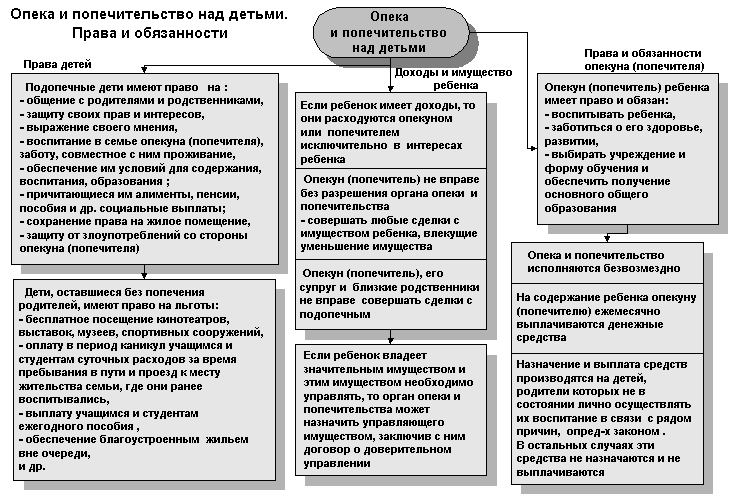 Опека и попечительство над детьми.
Права и обязанности
Опека
и попечительство
над детьми
Права детей
Подопечные дети имеют право на :
- общение с родителями и родственниками,
- защиту своих прав и интересов,
- выражение своего мнения,
- воспитание в семье опекуна (попечителя),
заботу, совместное с ним проживание,
- обеспечение им условий для содержания,
воспитания, образования ;
- причитающиеся им алименты, пенсии,
пособия и др. социальные выплаты;
- сохранение права на жилое помещение,
- защиту от злоупотреблений со стороны
опекуна (попечителя)
Дети, оставшиеся без попечения
родителей, имеют право на льготы:
- бесплатное посещение кинотеатров,
выставок, музеев, спортивных сооружений,
- оплату в период каникул учащимся и
студентам суточных расходов за время
пребывания в пути и проезд к месту
жительства семьи, где они ранее
воспитывались,
- выплату учащимся и студентам
ежегодного пособия ,
- обеспечение благоустроенным жильем
вне очереди,
и др.
Доходы и имущество
ребенка
Если ребенок имеет доходы, то
они расходуются опекуном
или попечителем
исключительно в интересах
ребенка
Опекун (попечитель) не вправе
без разрешения органа опеки и
попечительства
- совершать любые сделки с
имуществом ребенка, влекущие
уменьшение имущества
Опекун (попечитель), его
супруг и близкие родственники
не вправе совершать сделки с
подопечным
Если ребенок владеет
значительным имуществом и
этим имуществом необходимо
управлять, то орган опеки и
попечительства может
назначить управляющего
имуществом, заключив с ним
договор о доверительном
управлении
Права и обязанности
опекуна (попечителя)
Опекун (попечитель) ребенка
имеет право и обязан:
- воспитывать ребенка,
- заботиться о его здоровье,
развитии,
- выбирать учреждение и
форму обучения и
обеспечить получение
основного общего
образования
Опека и попечительство
исполняются безвозмездно
На содержание ребенка опекуну
(попечителю) ежемесячно
выплачиваются денежные
средства
Назначение и выплата средств
производятся на детей,
родители которых не в
состоянии лично осуществлять
их воспитание в связи с рядом
причин, опред-х законом .
В остальных случаях эти
средства не назначаются и не
выплачиваются